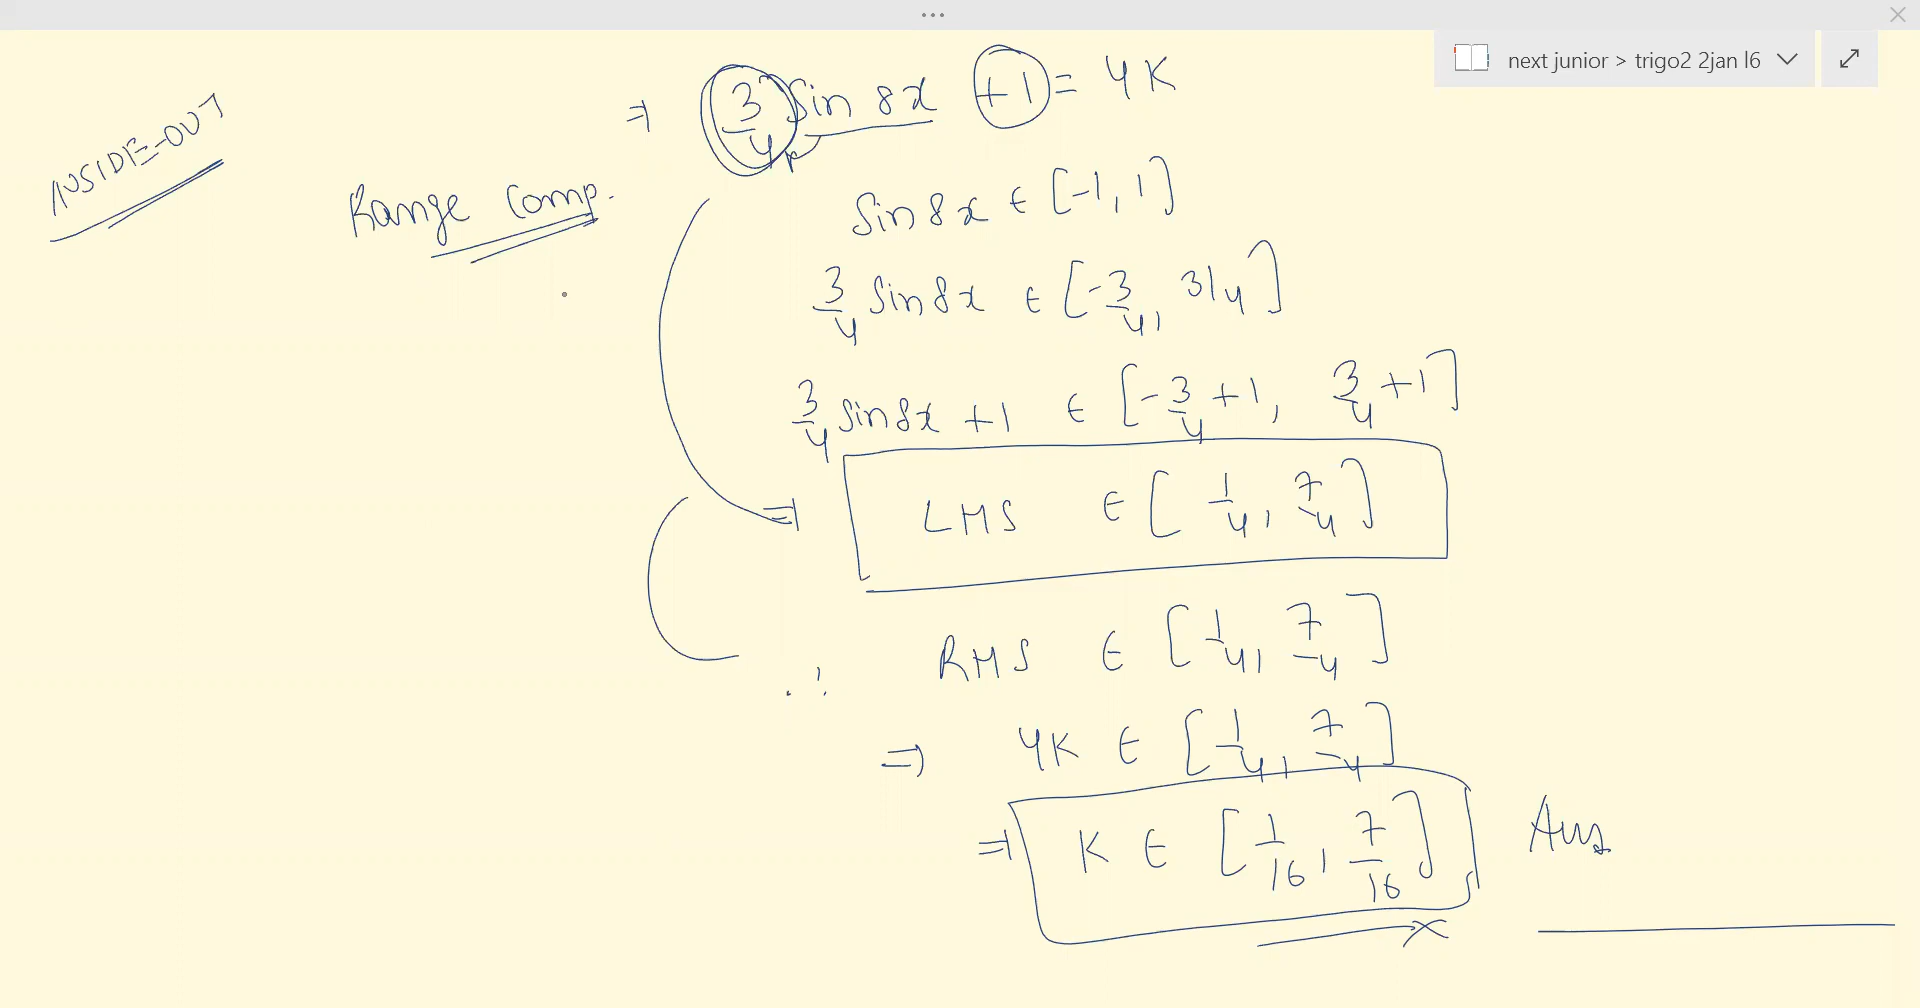 next junior > trigo2 2jan l6
⇒ 3/4 Sin 8x + 1 = 4K
INSIDE-OUT
Range Comp.
Sin 8x ∈ [-1, 1]
3/4 Sin 8x ∈ [-3/4, 3/4]
3/4 Sin 8x + 1 ∈ [-3/4 + 1, 3/4 + 1]
⇒ LHS ∈ [1/4, 7/4]
∴ RHS ∈ [1/4, 7/4]
⇒ 4K ∈ [1/4, 7/4]
⇒ K ∈ [1/16, 7/16] Ans